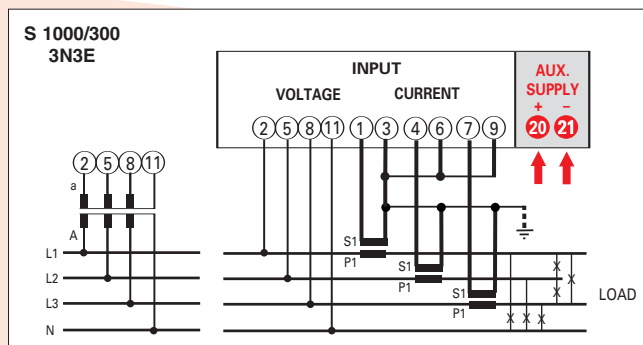 S 1000/300
3N3E
INPUT
VOLTAGE CURRENT
AUX.
SUPPLY
+ −
2 5 8 11 1 3 4 6 7 9 20 21
2 5 8 11
a
A
S1
P1
S1
P1
S1
P1
L1
L2
L3
N
LOAD